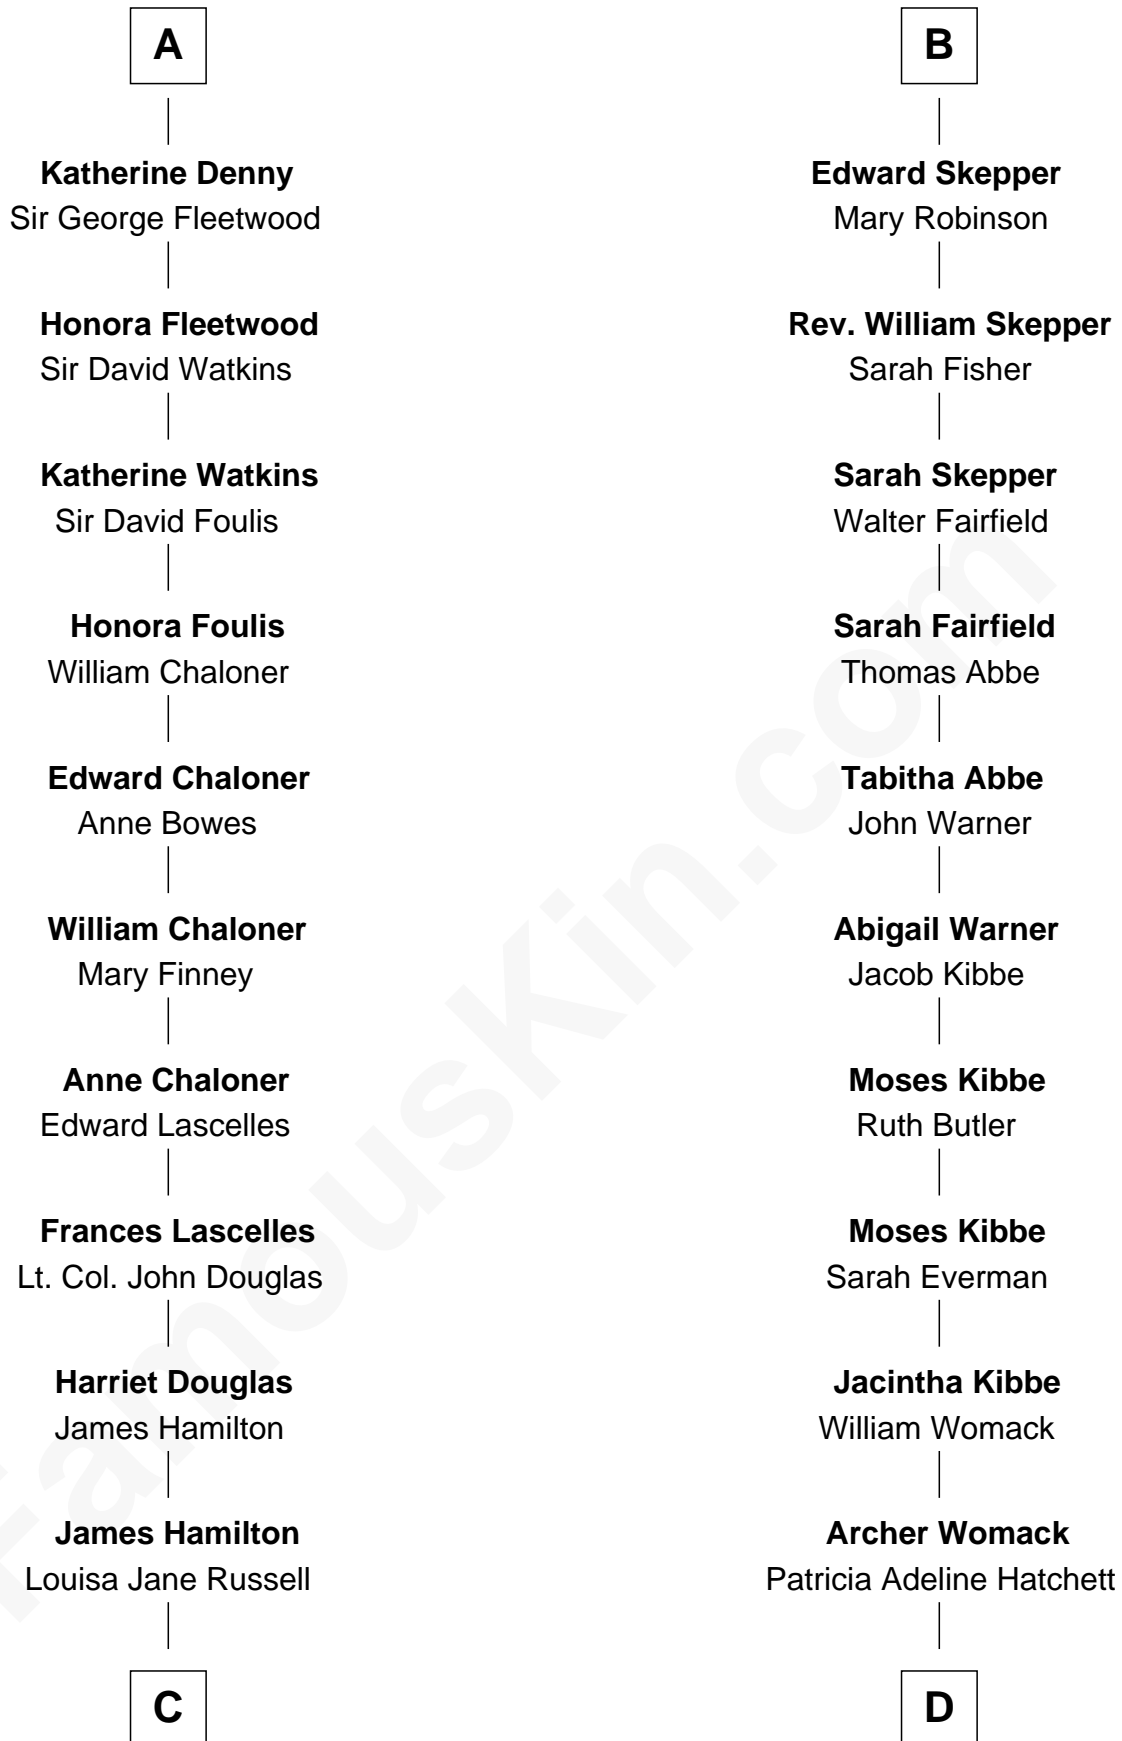 A
Katherine Denny
Sir George Fleetwood
Honora Fleetwood
Sir David Watkins
Katherine Watkins
Sir David Foulis
Honora Foulis
William Chaloner
Edward Chaloner
Anne Bowes
William Chaloner
Mary Finney
Anne Chaloner
Edward Lascelles
Frances Lascelles
Lt. Col. John Douglas
Harriet Douglas
James Hamilton
James Hamilton
Louisa Jane Russell
C
B
Edward Skepper
Mary Robinson
Rev. William Skepper
Sarah Fisher
Sarah Skepper
Walter Fairfield
Sarah Fairfield
Thomas Abbe
Tabitha Abbe
John Warner
Abigail Warner
Jacob Kibbe
Moses Kibbe
Ruth Butler
Moses Kibbe
Sarah Everman
Jacintha Kibbe
William Womack
Archer Womack
Patricia Adeline Hatchett
D
FamousKin.com